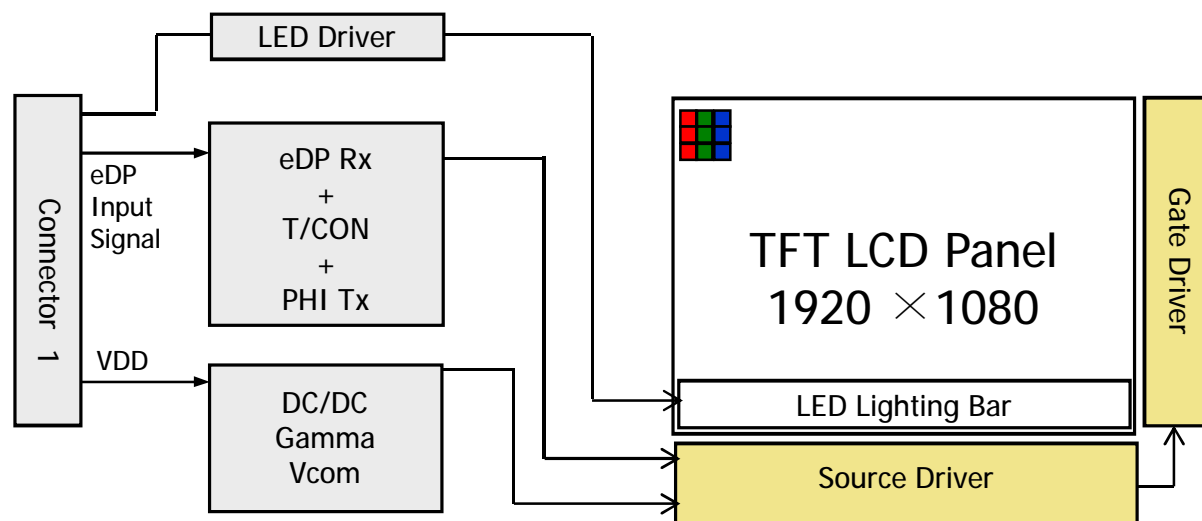 LED Driver
Connector 1
eDP
Input
Signal
eDP Rx
+
T/CON
+
PHI Tx
VDD
DC/DC
Gamma
Vcom
TFT LCD Panel
1920 ×1080
LED Lighting Bar
Source Driver
Gate Driver